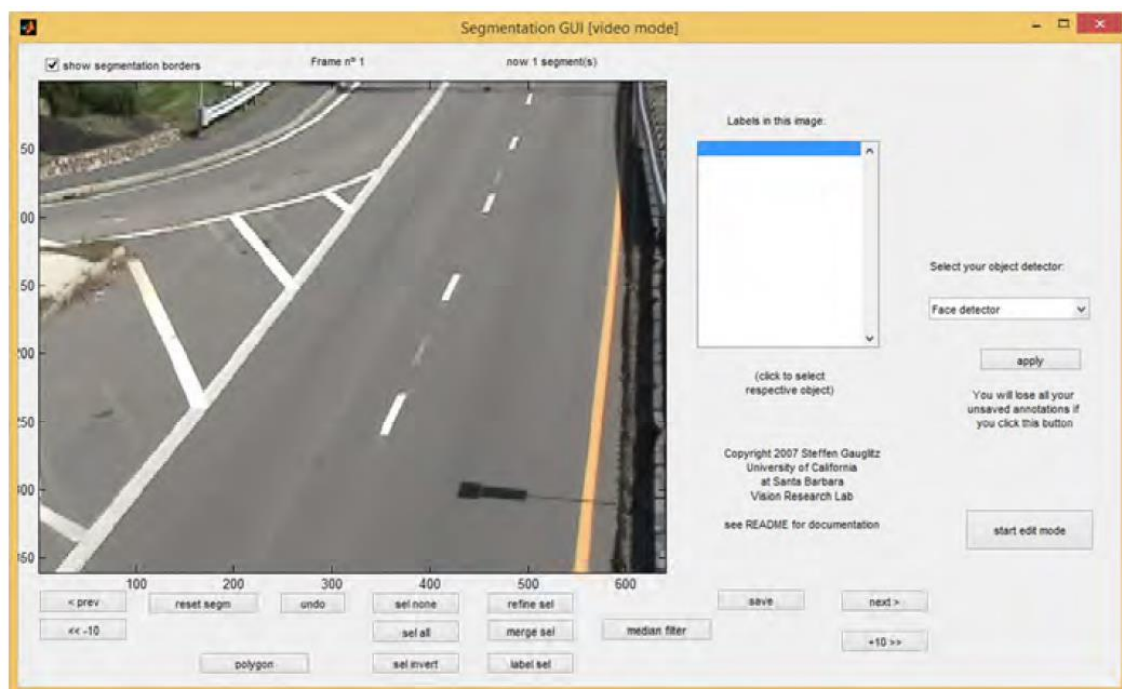 Segmentation GUI [video mode]
show segmentation borders
Frame nº 1
now 1 segment(s)
Labels in this image:
50
00
50
200
250
300
350
100
200
300
400
500
600
(click to select
respective object)
Copyright 2007 Steffen Gauglitz
University of California
at Santa Barbara
Vision Research Lab
see README for documentation
Select your object detector:
Face detector
apply
You will lose all your
unsaved annotations if
you click this button
start edit mode
< prev
reset segm
undo
sel none
refine sel
save
next >
<< -10
sel all
merge sel
median filter
+10 >>
polygon
sel invert
label sel